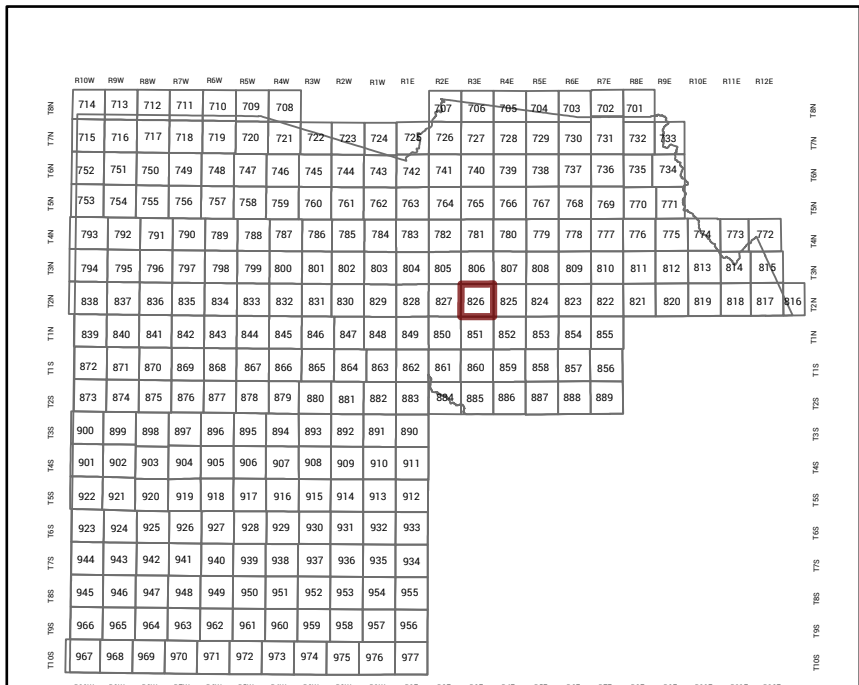 R10W R9W R8W R7W R6W R5W R4W R3W R2W R1W R1E R2E R3E R4E R5E R6E R7E R8E R9E R10E R11E R12E
T8N 714 713 712 711 710 709 708 707 706 705 704 703 702 701 T8N
T7N 715 716 717 718 719 720 721 722 723 724 725 726 727 728 729 730 731 732 733 T7N
T6N 752 751 750 749 748 747 746 745 744 743 742 741 740 739 738 737 736 735 734 T6N
T5N 753 754 755 756 757 758 759 760 761 762 763 764 765 766 767 768 769 770 771 T5N
T4N 793 792 791 790 789 788 787 786 785 784 783 782 781 780 779 778 777 776 775 774 773 772 T4N
T3N 794 795 796 797 798 799 800 801 802 803 804 805 806 807 808 809 810 811 812 813 814 815 T3N
T2N 838 837 836 835 834 833 832 831 830 829 828 827 826 825 824 823 822 821 820 819 818 817 816 T2N
T1N 839 840 841 842 843 844 845 846 847 848 849 850 851 852 853 854 855 T1N
T1S 872 871 870 869 868 867 866 865 864 863 862 861 860 859 858 857 856 T1S
T2S 873 874 875 876 877 878 879 880 881 882 883 884 885 886 887 888 889 T2S
T3S 900 899 898 897 896 895 894 893 892 891 890 T3S
T4S 901 902 903 904 905 906 907 908 909 910 911 T4S
T5S 922 921 920 919 918 917 916 915 914 913 912 T5S
T6S 923 924 925 926 927 928 929 930 931 932 933 T6S
T7S 944 943 942 941 940 939 938 937 936 935 934 T7S
T8S 945 946 947 948 949 950 951 952 953 954 955 T8S
T9S 966 965 964 963 962 961 960 959 958 957 956 T9S
T10S 967 968 969 970 971 972 973 974 975 976 977 T10S